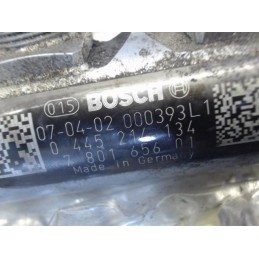 015 BOSCH
07-04-02 000393L1
0 445 214 134
7 801 656 01
Made in Germany